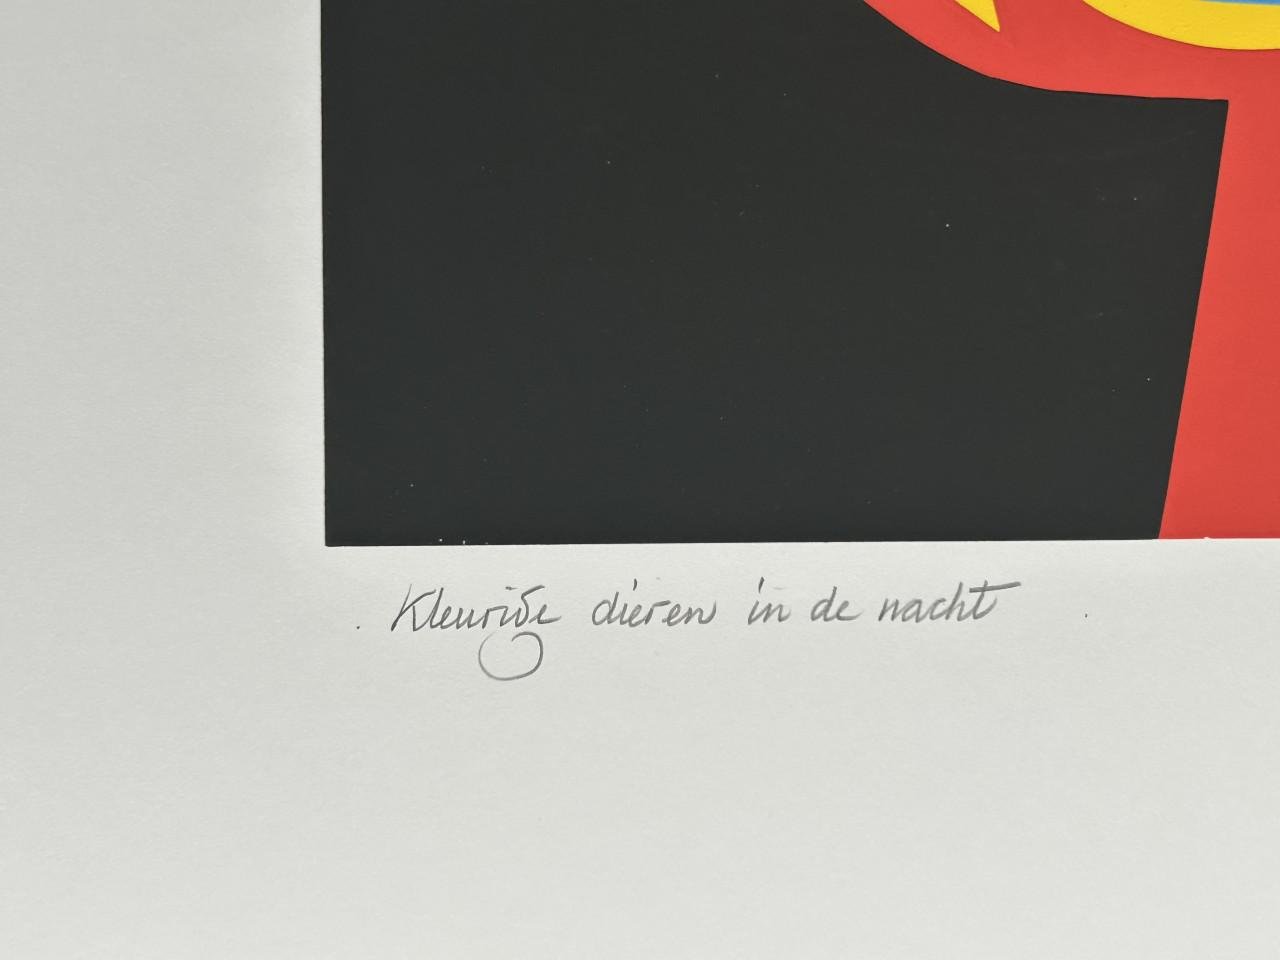 Kleurige dieren in de nacht